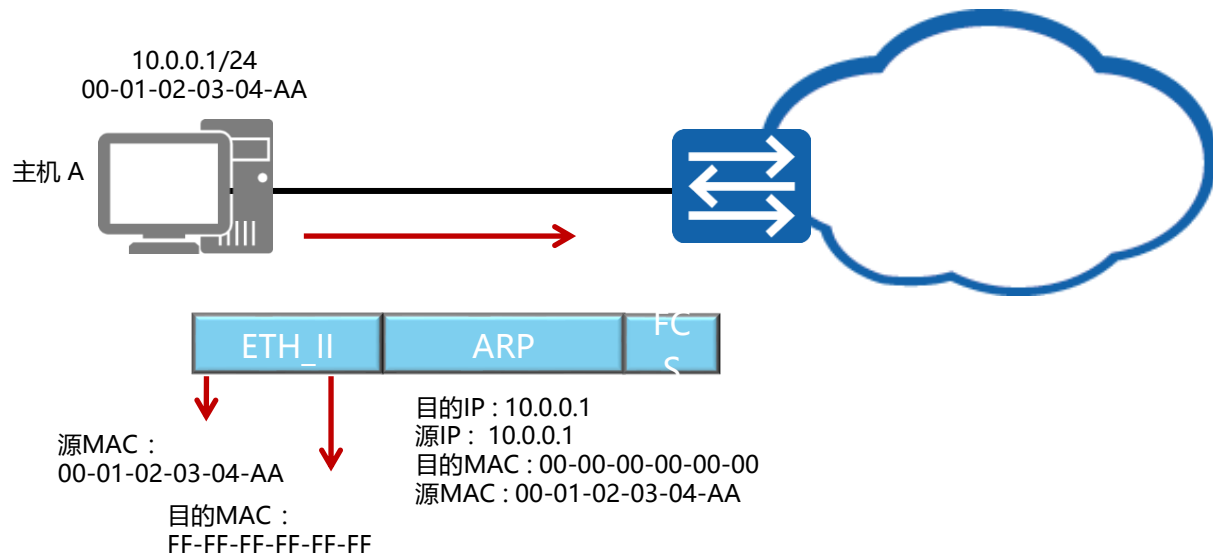 10.0.0.1/24
00-01-02-03-04-AA
主机 A
ETH_II
ARP
FC
S
源MAC：
00-01-02-03-04-AA
目的MAC：
FF-FF-FF-FF-FF-FF
目的IP : 10.0.0.1
源IP： 10.0.0.1
目的MAC : 00-00-00-00-00-00
源MAC : 00-01-02-03-04-AA